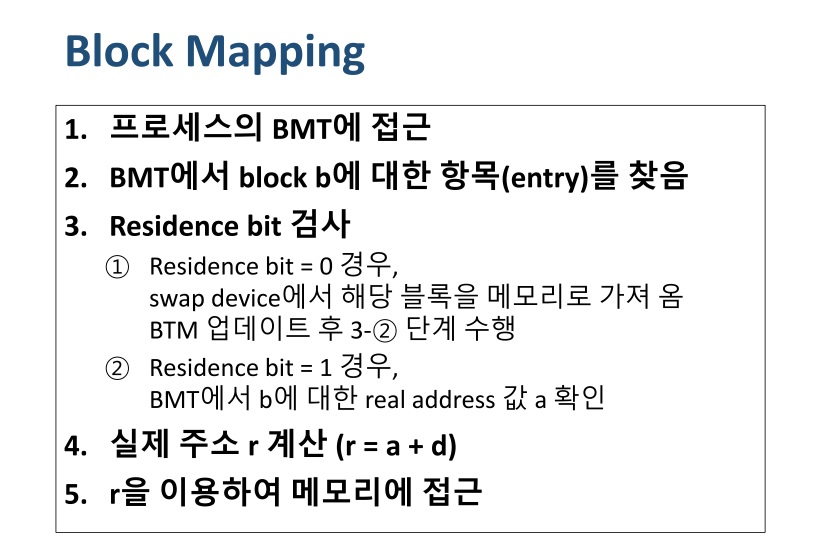 Block Mapping
1. 프로세스의 BMT에 접근
2. BMT에서 block b에 대한 항목(entry)를 찾음
3. Residence bit 검사
① Residence bit = 0 경우,
swap device에서 해당 블록을 메모리로 가져 옴
BTM 업데이트 후 3-② 단계 수행
② Residence bit = 1 경우,
BMT에서 b에 대한 real address 값 a 확인
4. 실제 주소 r 계산 (r = a + d)
5. r을 이용하여 메모리에 접근